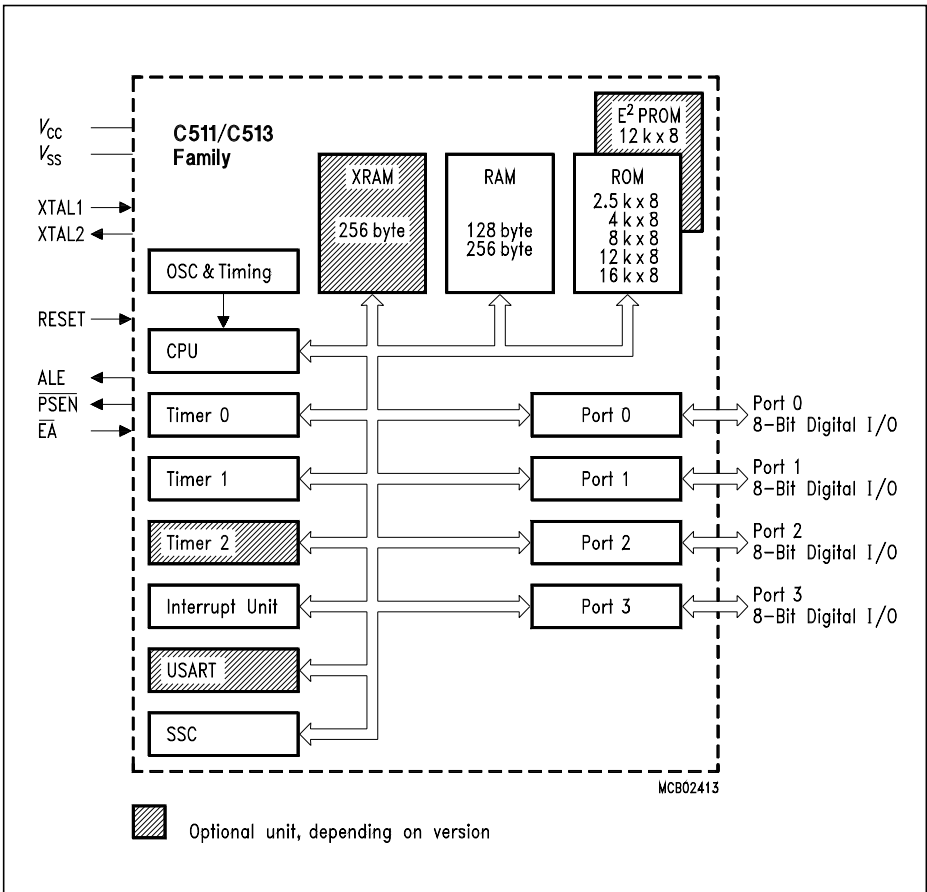 V_CC
V_SS
XTAL1
XTAL2
RESET
ALE
PSEN
EA
C511/C513
Family
XRAM
256 byte
RAM
128 byte
256 byte
E² PROM
12 k x 8
ROM
2.5 k x 8
4 k x 8
8 k x 8
12 k x 8
16 k x 8
OSC & Timing
CPU
Timer 0
Timer 1
Timer 2
Interrupt Unit
USART
SSC
Port 0
Port 1
Port 2
Port 3
Port 0
8-Bit Digital I/O
Port 1
8-Bit Digital I/O
Port 2
8-Bit Digital I/O
Port 3
8-Bit Digital I/O
MCB02413
Optional unit, depending on version